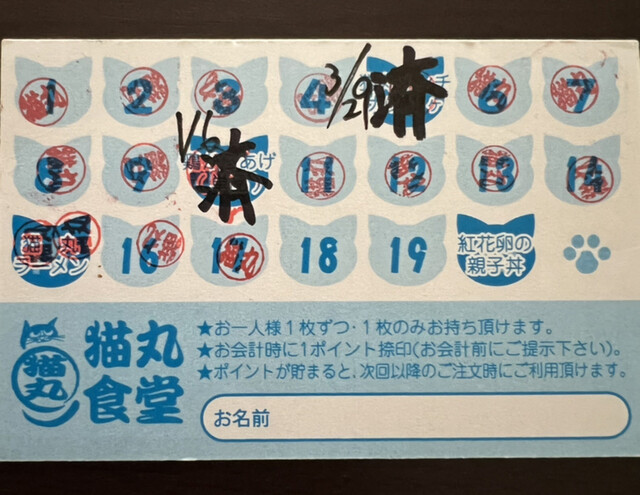 1 2 3 4 3/29 済 6 7
8 9 1/6 済 あげ 11 12 13 14
猫丸ラーメン 16 17 18 19 紅花卵の親子丼
猫丸
猫丸食堂
★お一人様1枚ずつ・1枚のみお持ち頂けます。
★お会計時に1ポイント捺印(お会計前にご提示下さい)。
★ポイントが貯まると、次回以降のご注文時にご利用頂けます。
お名前